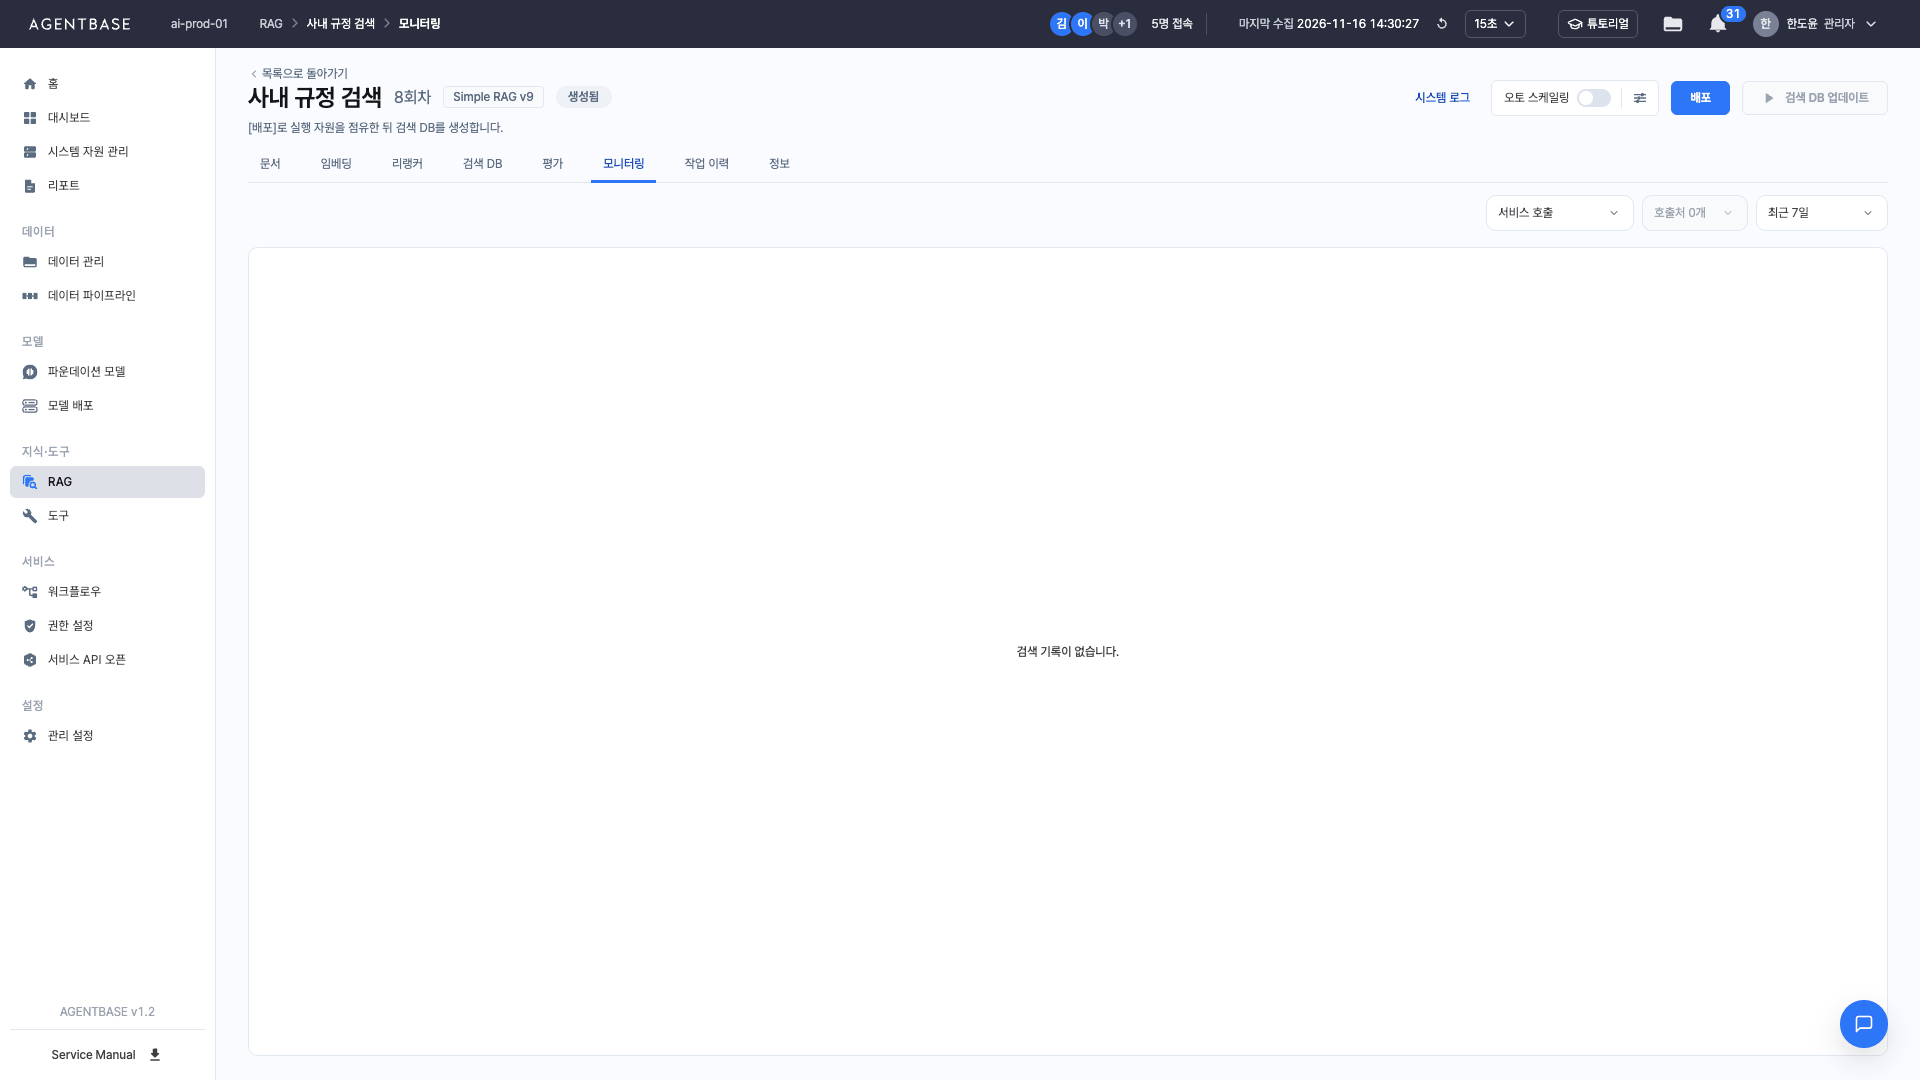 AGENTBASE
ai-prod-01
RAG
사내 규정 검색
모니터링
김
이
박
+1
5명 접속
마지막 수집 2026-11-16 14:30:27
15초
튜토리얼
31
한
한도윤 관리자
홈
대시보드
시스템 자원 관리
리포트
데이터
데이터 관리
데이터 파이프라인
모델
파운데이션 모델
모델 배포
지식·도구
RAG
도구
서비스
워크플로우
권한 설정
서비스 API 오픈
설정
관리 설정
AGENTBASE v1.2
Service Manual
목록으로 돌아가기
사내 규정 검색 8회차 Simple RAG v9 생성됨
[배포]로 실행 자원을 점유한 뒤 검색 DB를 생성합니다.
시스템 로그
오토 스케일링
배포
검색 DB 업데이트
문서
임베딩
리랭커
검색 DB
평가
모니터링
작업 이력
정보
서비스 호출
호출처 0개
최근 7일
검색 기록이 없습니다.